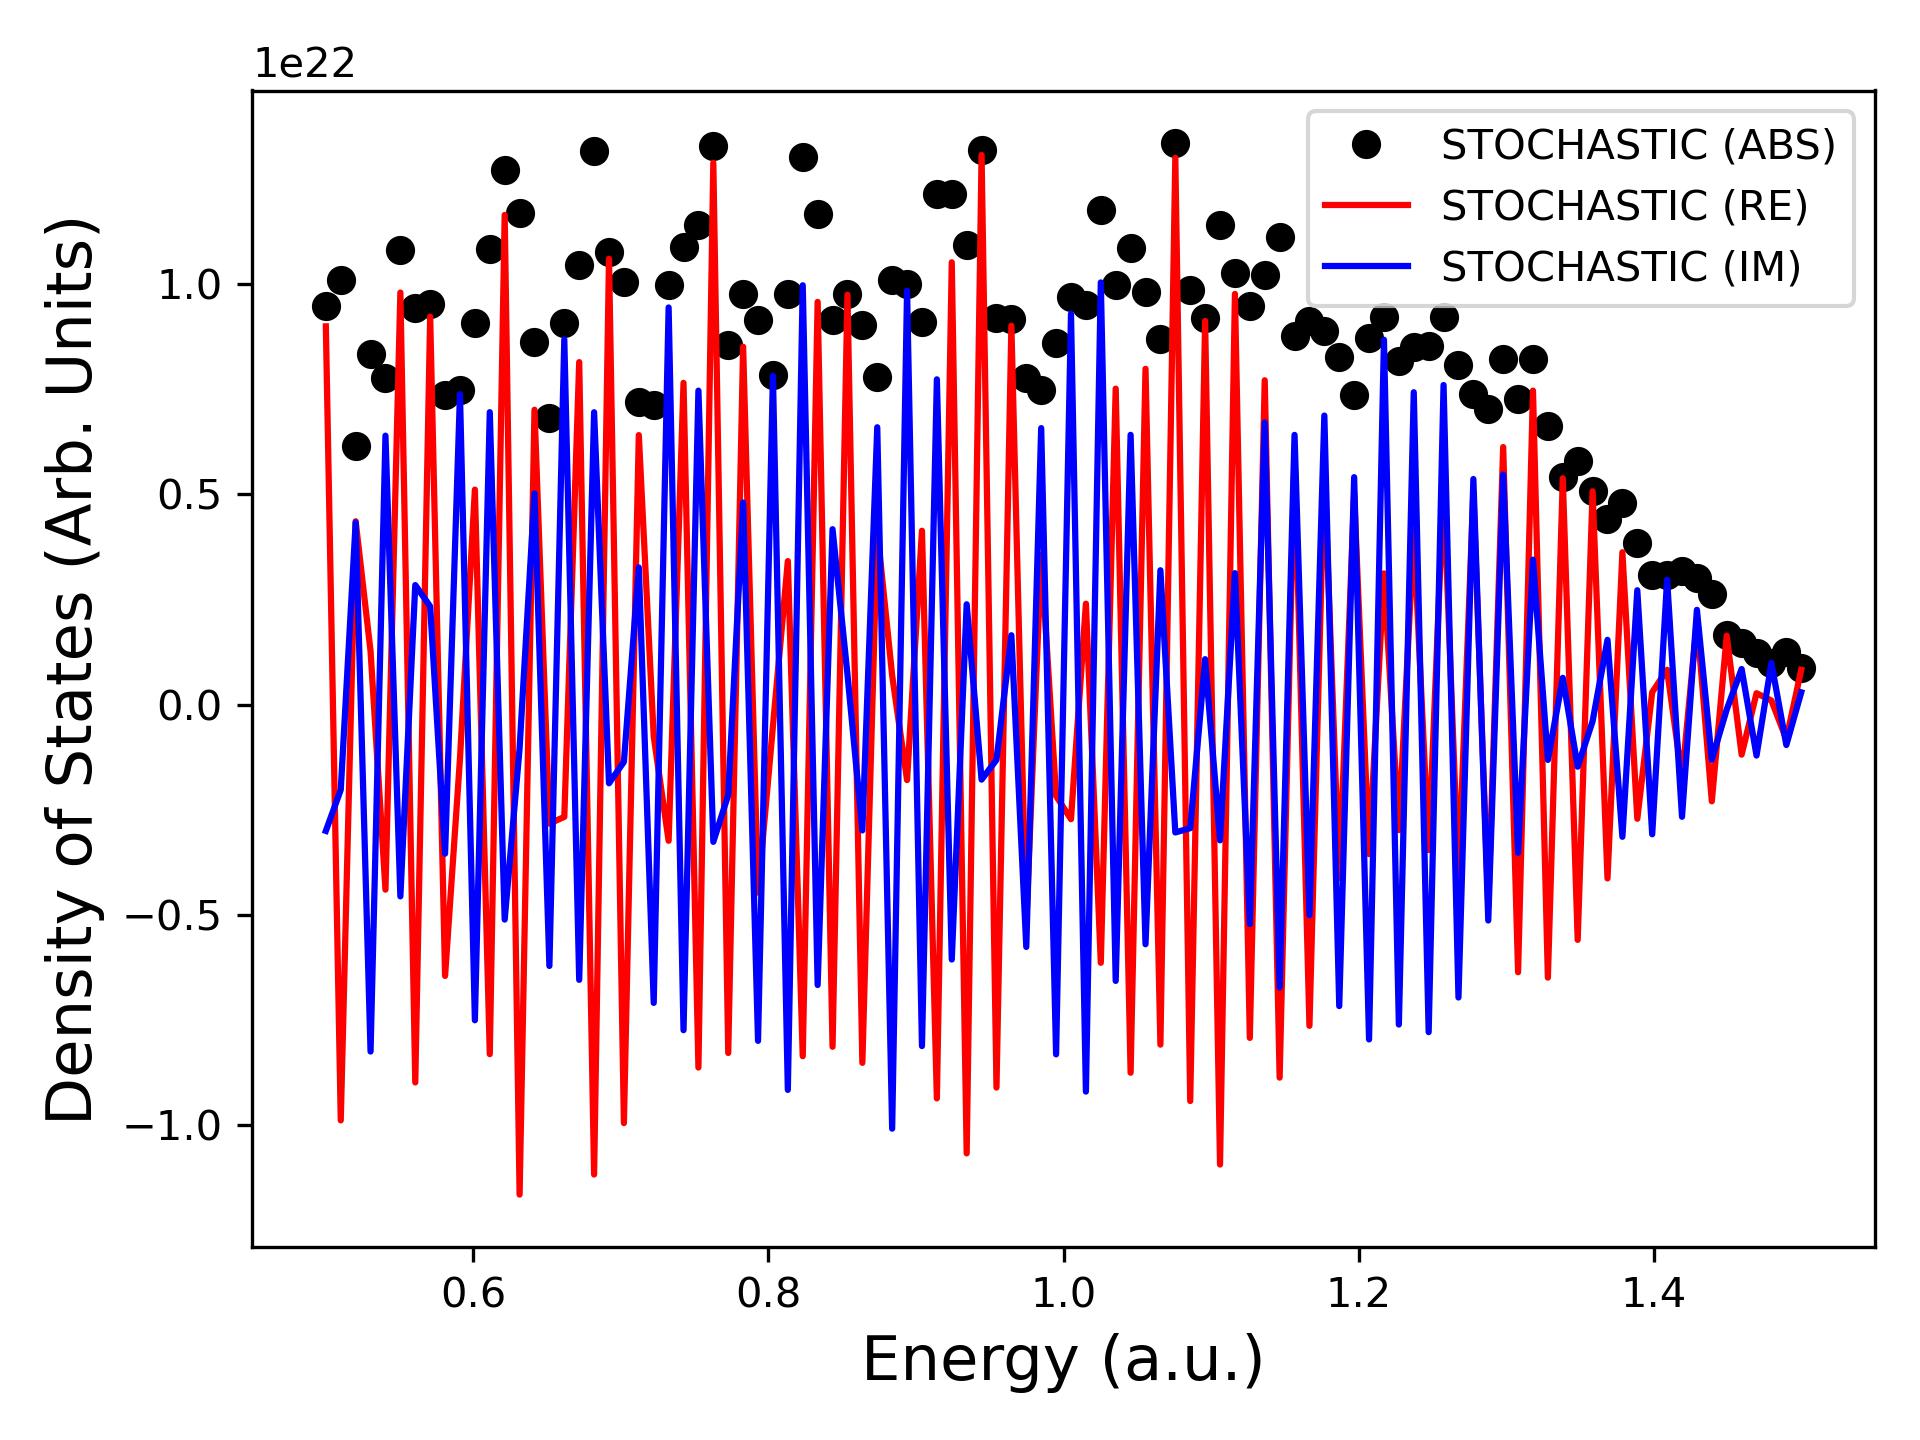 1e22
STOCHASTIC (ABS)
STOCHASTIC (RE)
STOCHASTIC (IM)
Density of States (Arb. Units)
1.0
0.5
0.0
−0.5
−1.0
0.6 0.8 1.0 1.2 1.4
Energy (a.u.)